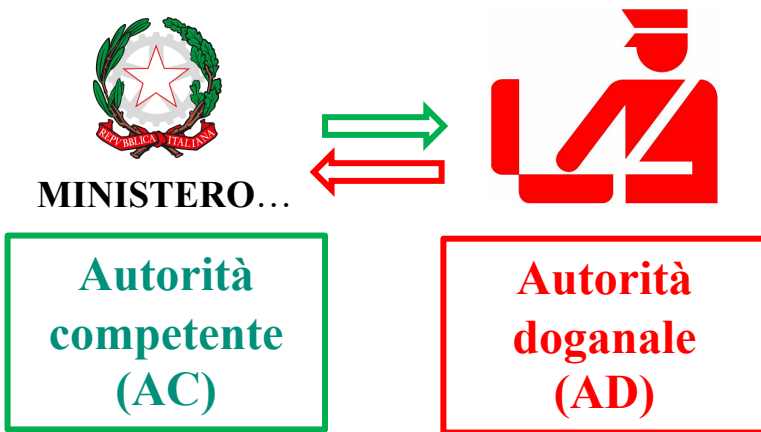 REPVBBLICA ITALIANA
MINISTERO…
Autorità
competente
(AC)
Autorità
doganale
(AD)